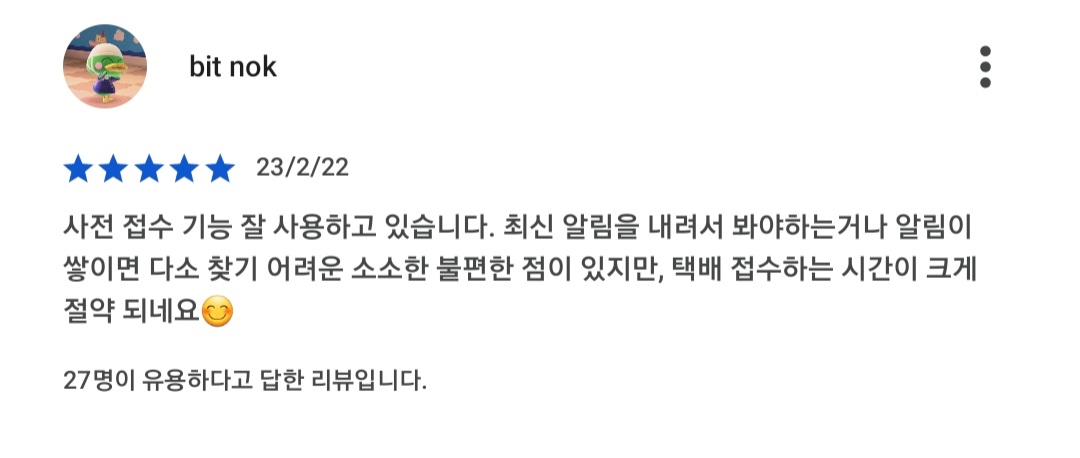 bit nok
23/2/22
사전 접수 기능 잘 사용하고 있습니다. 최신 알림을 내려서 봐야하는거나 알림이
쌓이면 다소 찾기 어려운 소소한 불편한 점이 있지만, 택배 접수하는 시간이 크게
절약 되네요😊
27명이 유용하다고 답한 리뷰입니다.